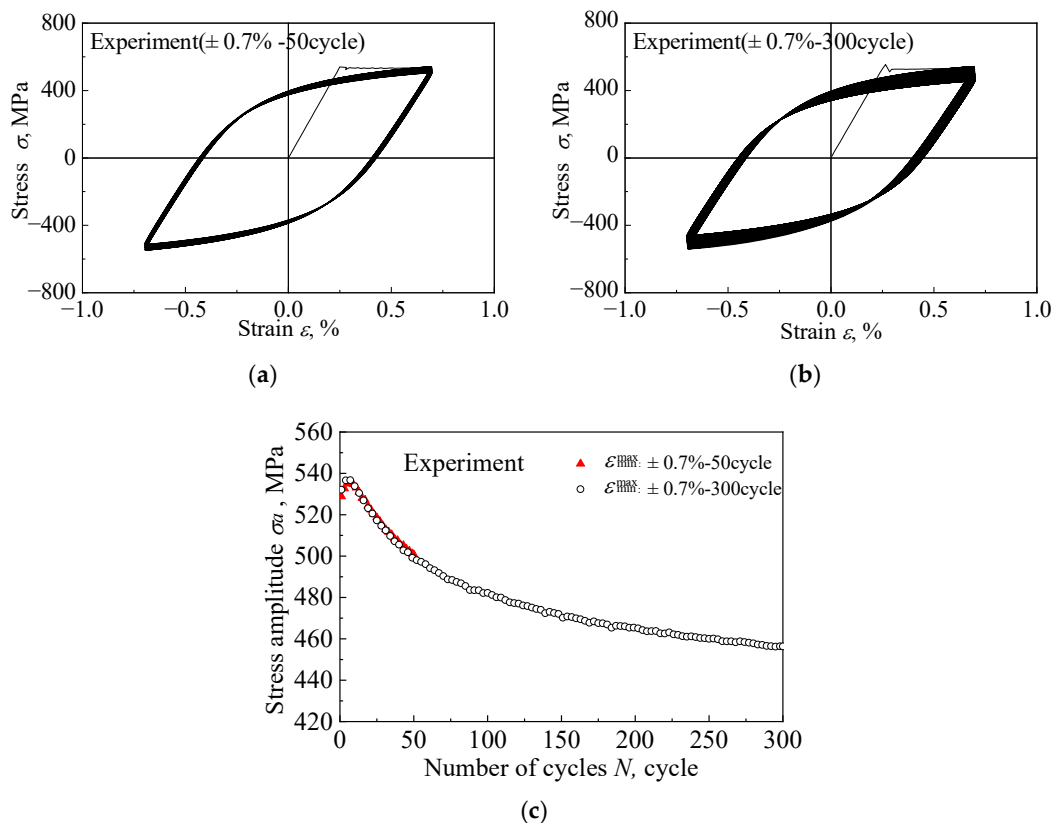 Experiment(± 0.7% -50cycle)
Stress σ, MPa
800
400
0
−400
−800
−1.0 −0.5 0.0 0.5 1.0
Strain ε, %
(a)
Experiment(± 0.7%-300cycle)
Stress σ, MPa
800
400
0
−400
−800
−1.0 −0.5 0.0 0.5 1.0
Strain ε, %
(b)
Experiment
ε max : ± 0.7%-50cycle
ε max : ± 0.7%-300cycle
Stress amplitude σa , MPa
560
540
520
500
480
460
440
420
0 50 100 150 200 250 300
Number of cycles N, cycle
(c)